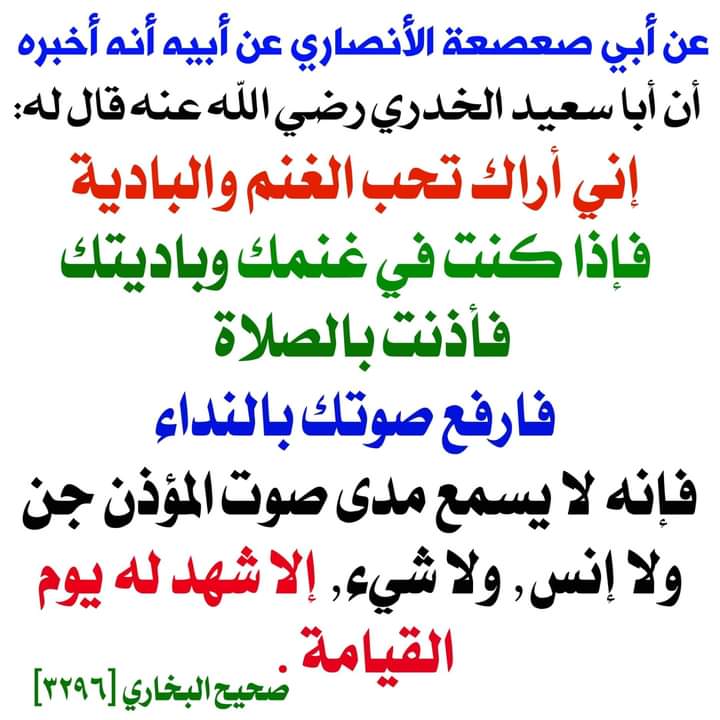 عن أبي صعصعة الأنصاري عن أبيه أنه أخبره
أن أبا سعيد الخدري رضي الله عنه قال له:
إني أراك تحب الغنم والبادية
فإذا كنت في غنمك وباديتك
فأذنت بالصلاة
فارفع صوتك بالنداء
فإنه لا يسمع مدى صوت المؤذن جن
ولا إنس, ولا شيء, إلا شهد له يوم
القيامة .
صحيح البخاري [٣٢٩٦]